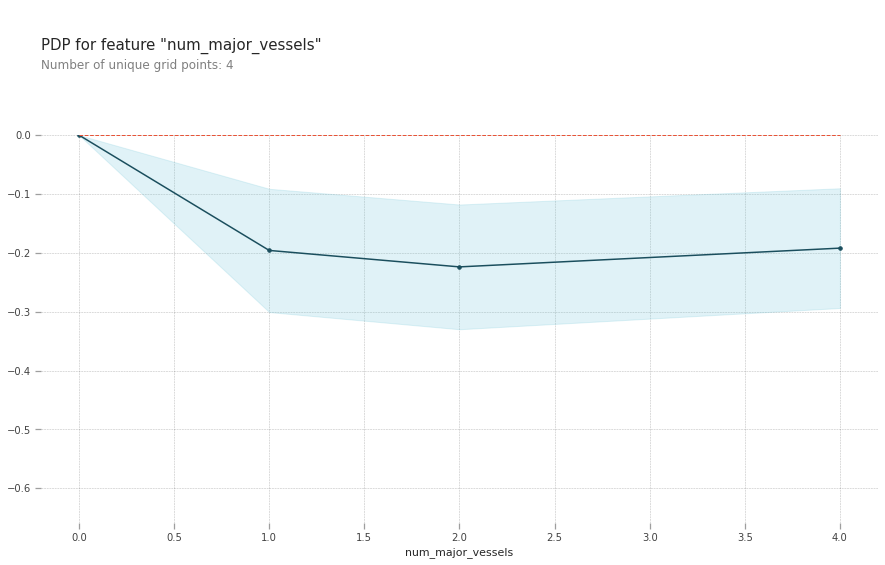 PDP for feature "num_major_vessels"
Number of unique grid points: 4
0.0
−0.1
−0.2
−0.3
−0.4
−0.5
−0.6
0.0 0.5 1.0 1.5 2.0 2.5 3.0 3.5 4.0
num_major_vessels